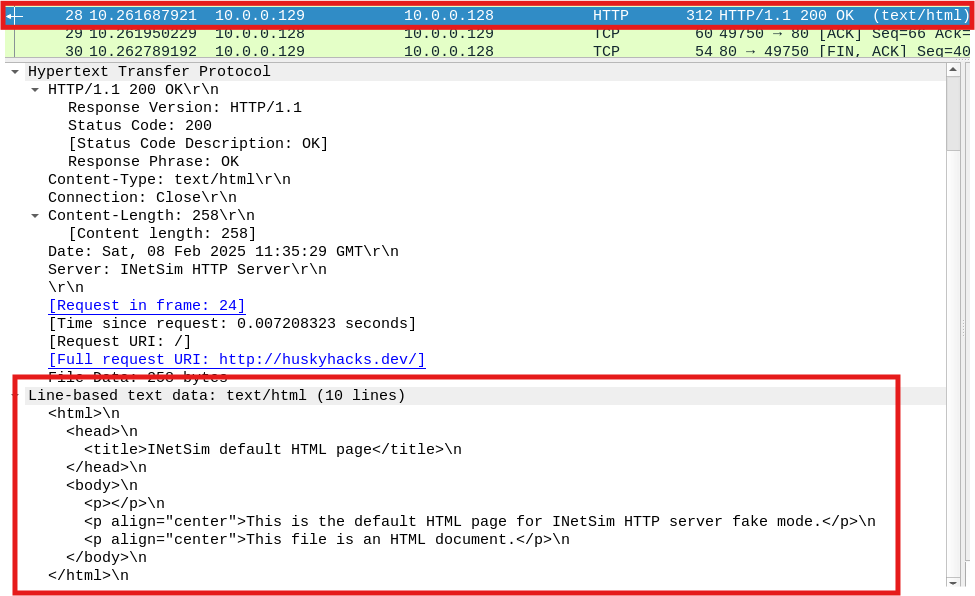 28 10.261687921 10.0.0.129 10.0.0.128 HTTP 312 HTTP/1.1 200 OK (text/html)
29 10.261950229 10.0.0.128 10.0.0.129 TCP 60 49750 → 80 [ACK] Seq=66 Ack=
30 10.262789192 10.0.0.129 10.0.0.128 TCP 54 80 → 49750 [FIN, ACK] Seq=40
Hypertext Transfer Protocol
HTTP/1.1 200 OK\r\n
Response Version: HTTP/1.1
Status Code: 200
[Status Code Description: OK]
Response Phrase: OK
Content-Type: text/html\r\n
Connection: Close\r\n
Content-Length: 258\r\n
[Content length: 258]
Date: Sat, 08 Feb 2025 11:35:29 GMT\r\n
Server: INetSim HTTP Server\r\n
\r\n
[Request in frame: 24]
[Time since request: 0.007208323 seconds]
[Request URI: /]
[Full request URI: http://huskyhacks.dev/]
File Data: 258 bytes
Line-based text data: text/html (10 lines)
<html>\n
<head>\n
<title>INetSim default HTML page</title>\n
</head>\n
<body>\n
<p></p>\n
<p align="center">This is the default HTML page for INetSim HTTP server fake mode.</p>\n
<p align="center">This file is an HTML document.</p>\n
</body>\n
</html>\n